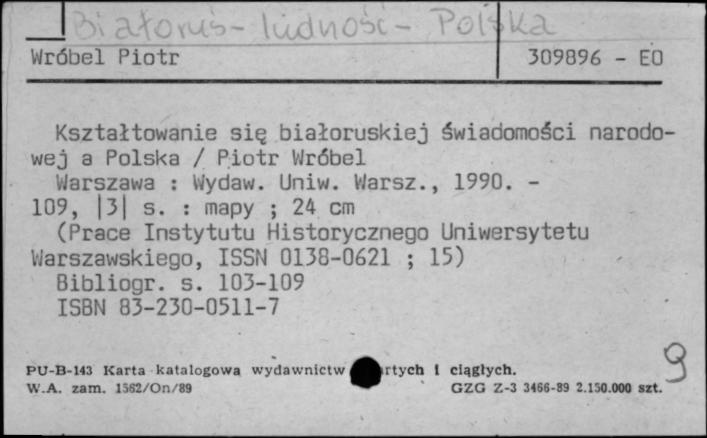 Białoruś - ludność - Polska
Wróbel Piotr 309896 - EO
Kształtowanie się białoruskiej świadomości narodo-
wej a Polska / Piotr Wróbel
Warszawa : Wydaw. Uniw. Warsz., 1990. -
109, |3| s. : mapy ; 24 cm
(Prace Instytutu Historycznego Uniwersytetu
Warszawskiego, ISSN 0138-0621 ; 15)
Bibliogr. s. 103-109
ISBN 83-230-0511-7
PU-B-143 Karta katalogowa wydawnictw rtych i ciągłych.
W.A. zam. 1562/On/89 GZG Z-3 3466-89 2.150.000 szt.